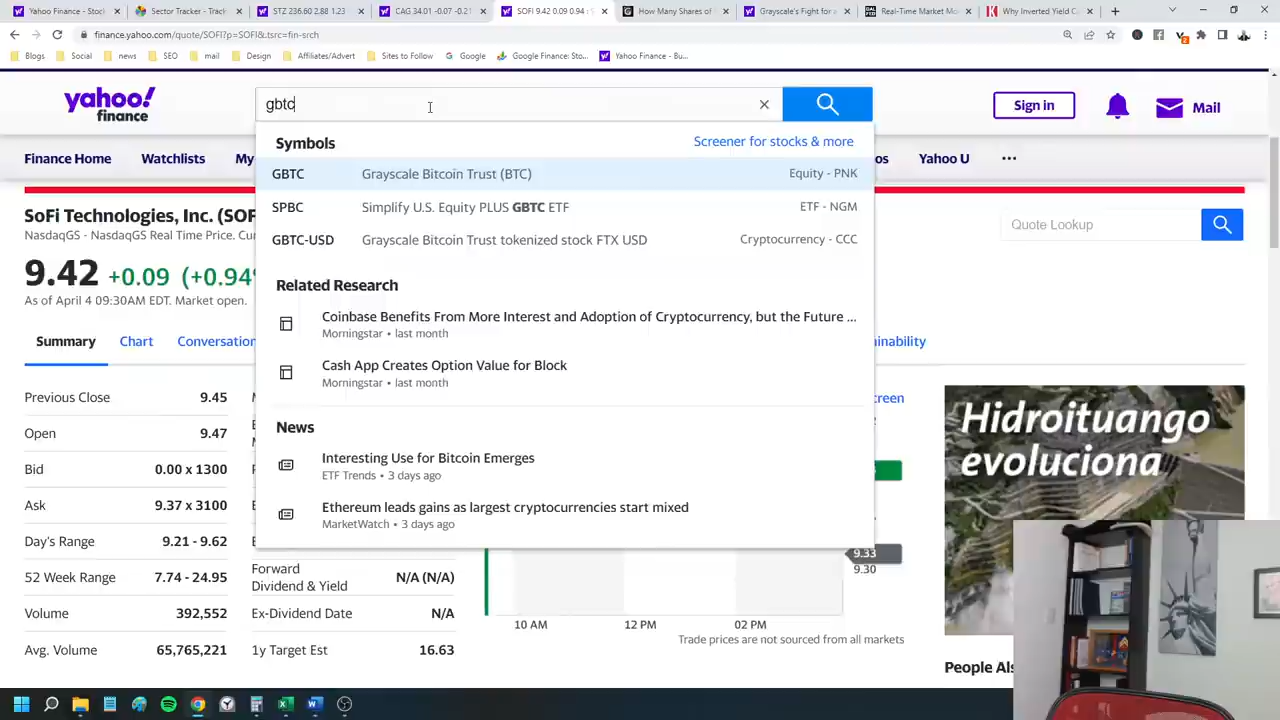 Yahoo Finance - S
Sector Tracker - Track
STZ 236.60 2.88 1.23
CAG 34.01 -0.07 -0.21
SOFI 9.42 0.09 0.94 : S
How Many Shares of
Grayscale's Fight for a
Real-Time Market Mo
Why Inverted Yield C
finance.yahoo.com/quote/SOFI?p=SOFI&.tsrc=fin-srch
Blogs
Social
news
SEO
mail
Design
Affiliates/Advert
Sites to Follow
Google
Google Finance: Sto...
Yahoo Finance - Bu...
yahoo!
finance
gbtc
Sign in
Mail
Finance Home
Watchlists
My
os
Yahoo U
...
Symbols
Screener for stocks & more
GBTC Grayscale Bitcoin Trust (BTC) Equity - PNK
SPBC Simplify U.S. Equity PLUS GBTC ETF ETF - NGM
GBTC-USD Grayscale Bitcoin Trust tokenized stock FTX USD Cryptocurrency - CCC
Related Research
Coinbase Benefits From More Interest and Adoption of Cryptocurrency, but the Future ...
Morningstar • last month
Cash App Creates Option Value for Block
Morningstar • last month
News
Interesting Use for Bitcoin Emerges
ETF Trends • 3 days ago
Ethereum leads gains as largest cryptocurrencies start mixed
MarketWatch • 3 days ago
SoFi Technologies, Inc. (SOF
NasdaqGS - NasdaqGS Real Time Price. Cur
Quote Lookup
9.42 +0.09 (+0.94%
As of April 4 09:30AM EDT. Market open.
Summary
Chart
Conversation
ainability
creen
Previous Close 9.45
Open 9.47
Bid 0.00 x 1300
Ask 9.37 x 3100
Day's Range 9.21 - 9.62
52 Week Range 7.74 - 24.95
Volume 392,552
Avg. Volume 65,765,221
Forward
Dividend & Yield N/A (N/A)
Ex-Dividend Date N/A
1y Target Est 16.63
9.33
9.30
10 AM
12 PM
02 PM
Trade prices are not sourced from all markets
Hidroituango
evoluciona
People Als